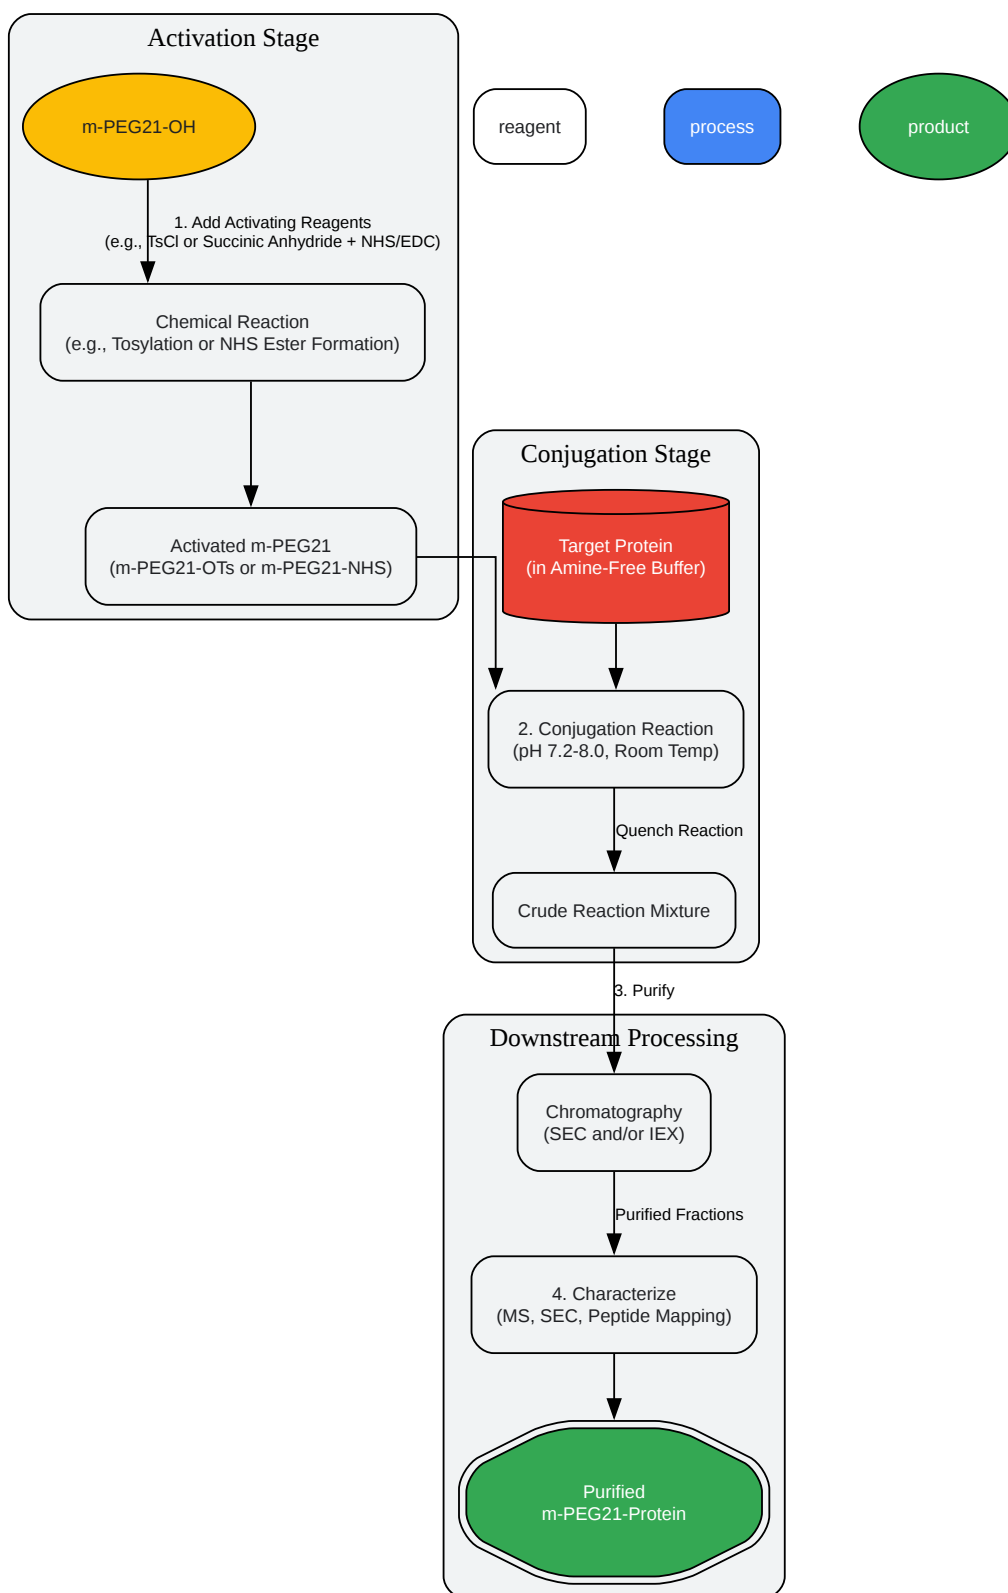 Activation Stage
m-PEG21-OH
reagent
process
product
1. Add Activating Reagents
(e.g., TsCl or Succinic Anhydride + NHS/EDC)
Chemical Reaction
(e.g., Tosylation or NHS Ester Formation)
Activated m-PEG21
(m-PEG21-OTs or m-PEG21-NHS)
Conjugation Stage
Target Protein
(in Amine-Free Buffer)
2. Conjugation Reaction
(pH 7.2-8.0, Room Temp)
Quench Reaction
Crude Reaction Mixture
3. Purify
Downstream Processing
Chromatography
(SEC and/or IEX)
Purified Fractions
4. Characterize
(MS, SEC, Peptide Mapping)
Purified
m-PEG21-Protein